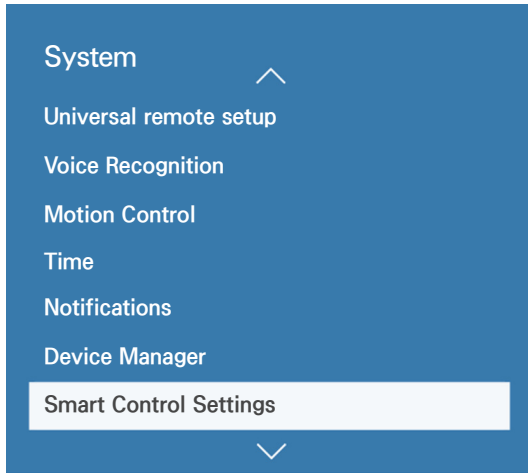 System
Universal remote setup
Voice Recognition
Motion Control
Time
Notifications
Device Manager
Smart Control Settings